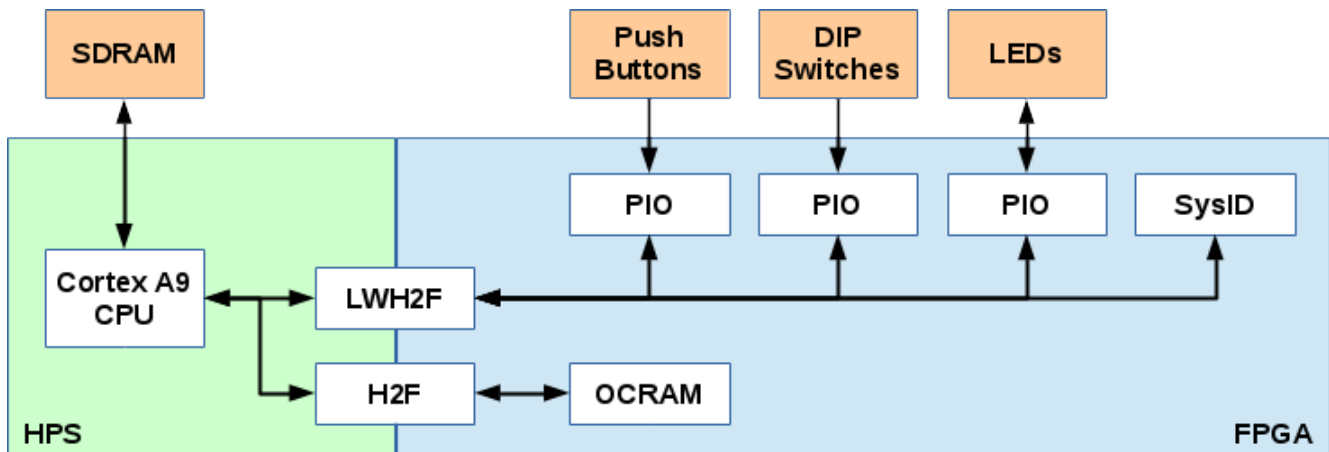 SDRAM
Push
Buttons
DIP
Switches
LEDs
PIO
PIO
PIO
SysID
Cortex A9
CPU
LWH2F
H2F
OCRAM
HPS
FPGA